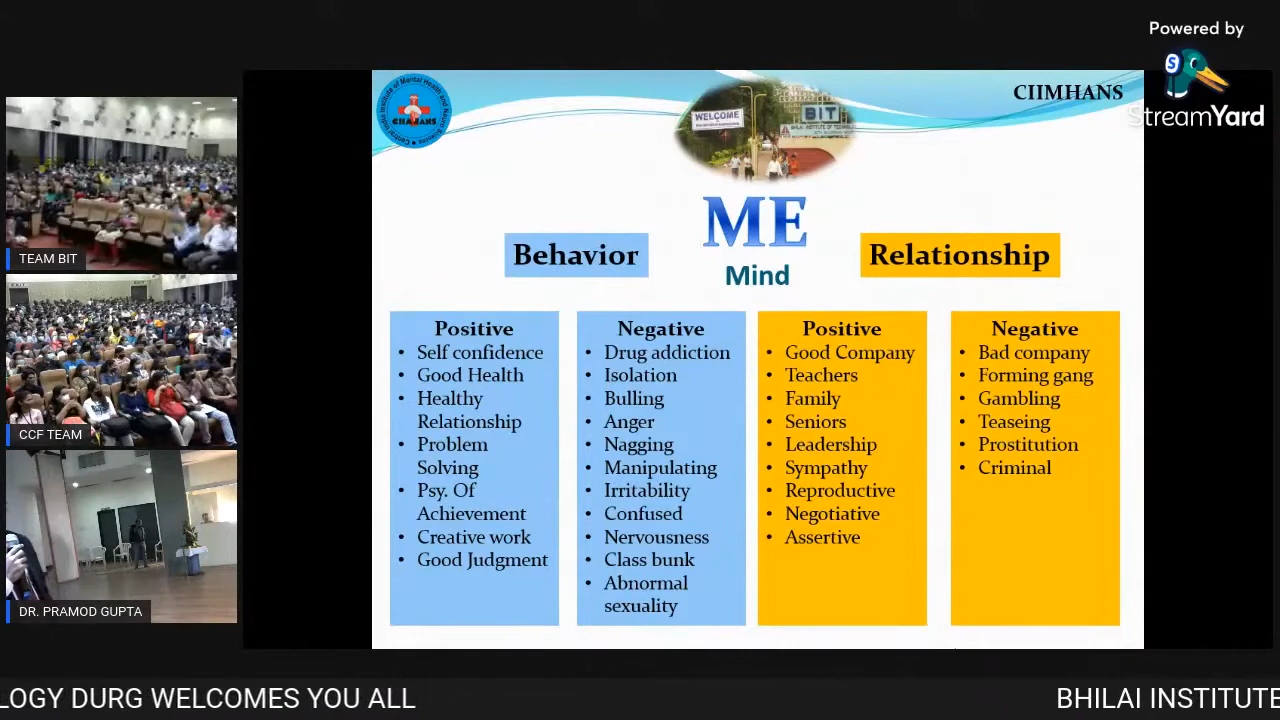 Powered by
StreamYard
CIIMHANS
WELCOME
BIT
ME
Mind
Behavior
Relationship
Positive
• Self confidence
• Good Health
• Healthy
Relationship
• Problem
Solving
• Psy. Of
Achievement
• Creative work
• Good Judgment
Negative
• Drug addiction
• Isolation
• Bulling
• Anger
• Nagging
• Manipulating
• Irritability
• Confused
• Nervousness
• Class bunk
• Abnormal
sexuality
Positive
• Good Company
• Teachers
• Family
• Seniors
• Leadership
• Sympathy
• Reproductive
• Negotiative
• Assertive
Negative
• Bad company
• Forming gang
• Gambling
• Teaseing
• Prostitution
• Criminal
TEAM BIT
CCF TEAM
DR. PRAMOD GUPTA
LOGY DURG WELCOMES YOU ALL
BHILAI INSTITUTE